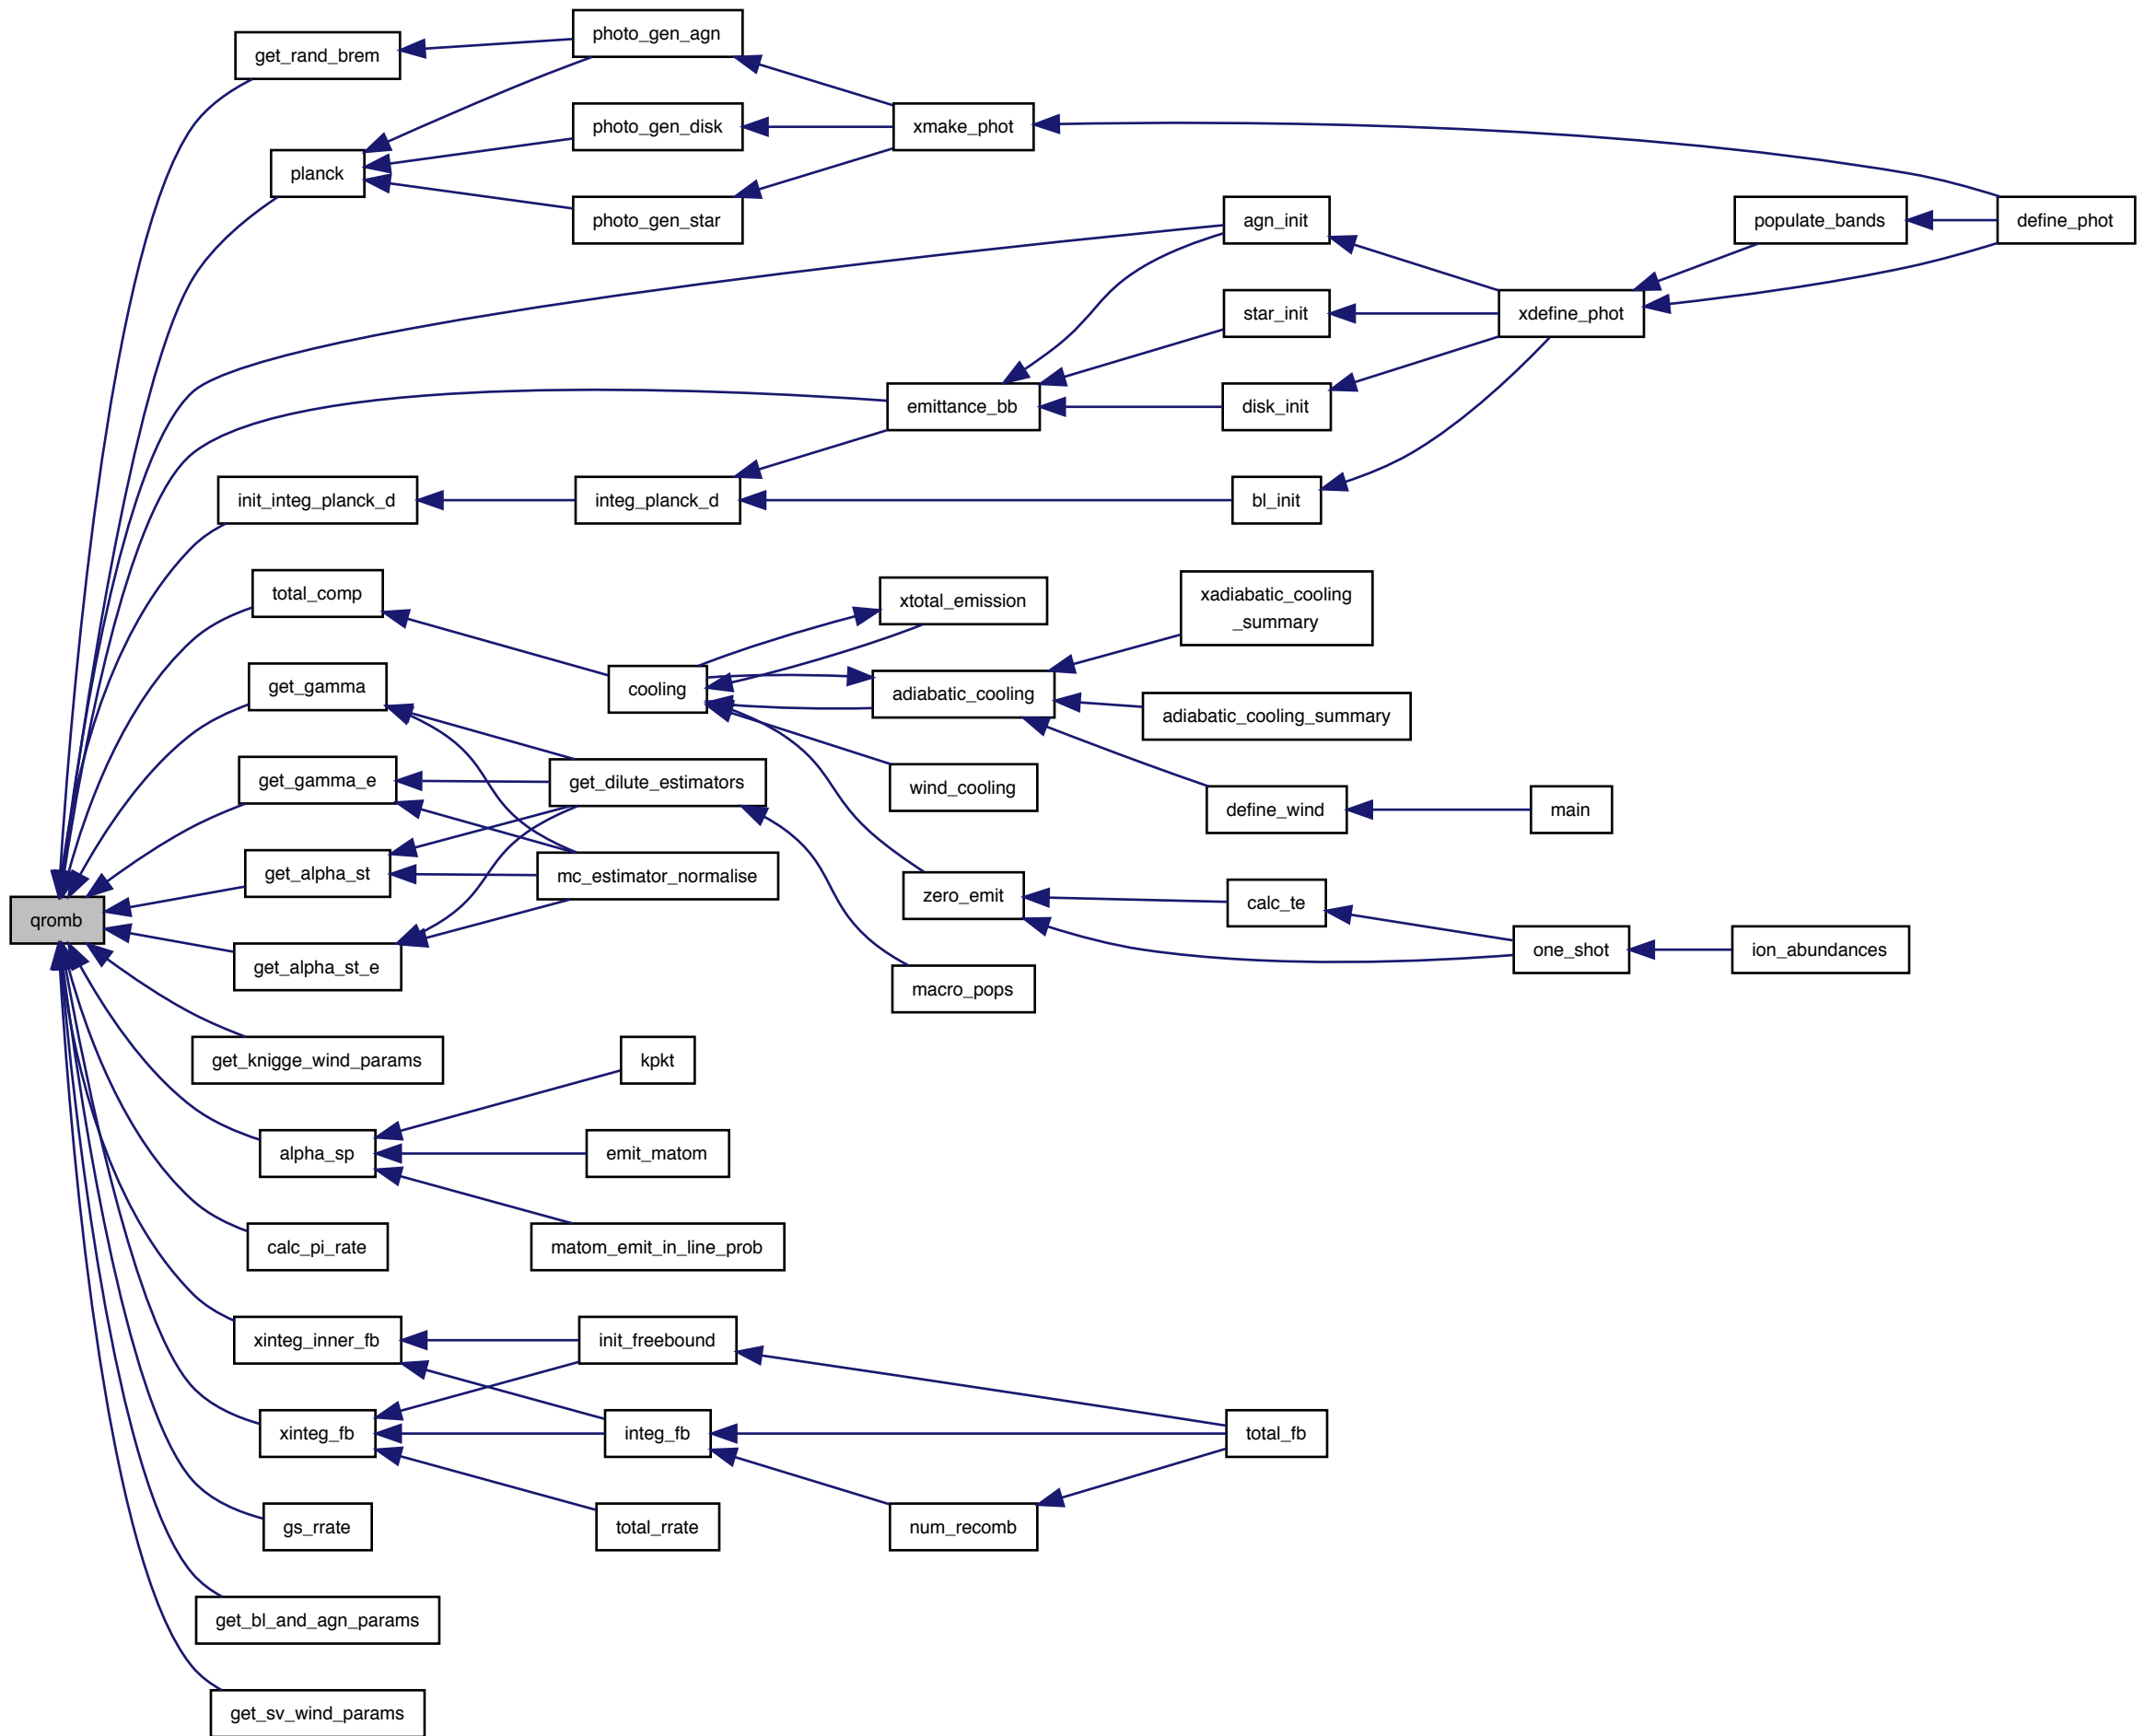 photo_gen_agn
get_rand_brem
photo_gen_disk
xmake_phot
planck
photo_gen_star
agn_init
populate_bands
define_phot
star_init
xdefine_phot
emittance_bb
disk_init
init_integ_planck_d
integ_planck_d
bl_init
total_comp
xtotal_emission
xadiabatic_cooling
_summary
get_gamma
cooling
adiabatic_cooling
adiabatic_cooling_summary
get_gamma_e
get_dilute_estimators
wind_cooling
define_wind
main
get_alpha_st
mc_estimator_normalise
zero_emit
calc_te
qromb
one_shot
ion_abundances
get_alpha_st_e
macro_pops
get_knigge_wind_params
kpkt
alpha_sp
emit_matom
calc_pi_rate
matom_emit_in_line_prob
xinteg_inner_fb
init_freebound
xinteg_fb
integ_fb
total_fb
gs_rrate
total_rrate
num_recomb
get_bl_and_agn_params
get_sv_wind_params